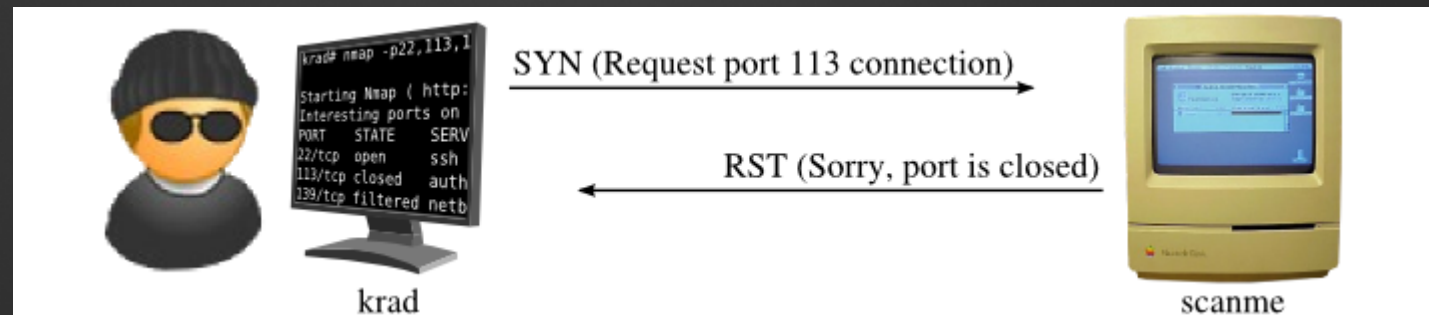 krad# nmap -p22,113,1
Starting Nmap ( http:
Interesting ports on
PORT STATE SERV
22/tcp open ssh
113/tcp closed auth
139/tcp filtered netb
SYN (Request port 113 connection)
RST (Sorry, port is closed)
krad
scanme